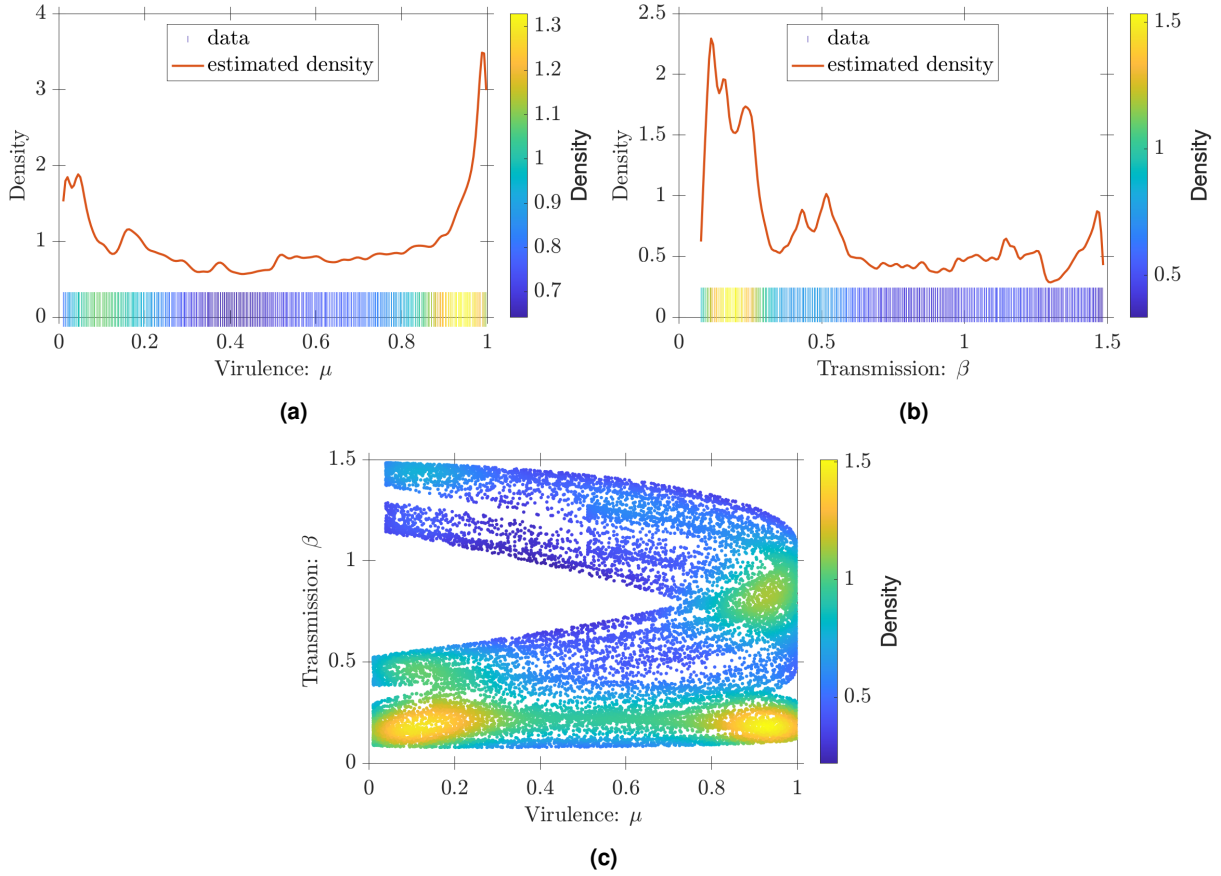 4
3
2
1
0
Density
data
estimated density
0 0.2 0.4 0.6 0.8 1
Virulence: μ
1.3
1.2
1.1
1
0.9
0.8
0.7
Density
(a)
2.5
2
1.5
1
0.5
0
Density
data
estimated density
0 0.5 1 1.5
Transmission: β
1.5
1
0.5
Density
(b)
1.5
1
0.5
0
Transmission: β
0 0.2 0.4 0.6 0.8 1
Virulence: μ
1.5
1
0.5
Density
(c)